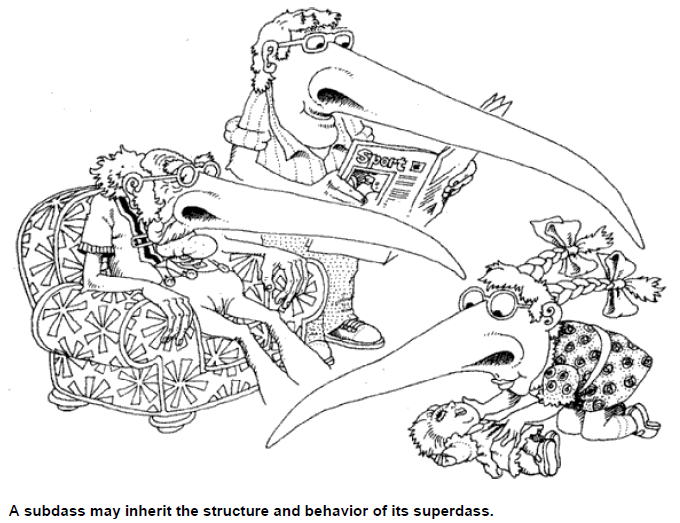 Sport
A subdass may inherit the structure and behavior of its superdass.